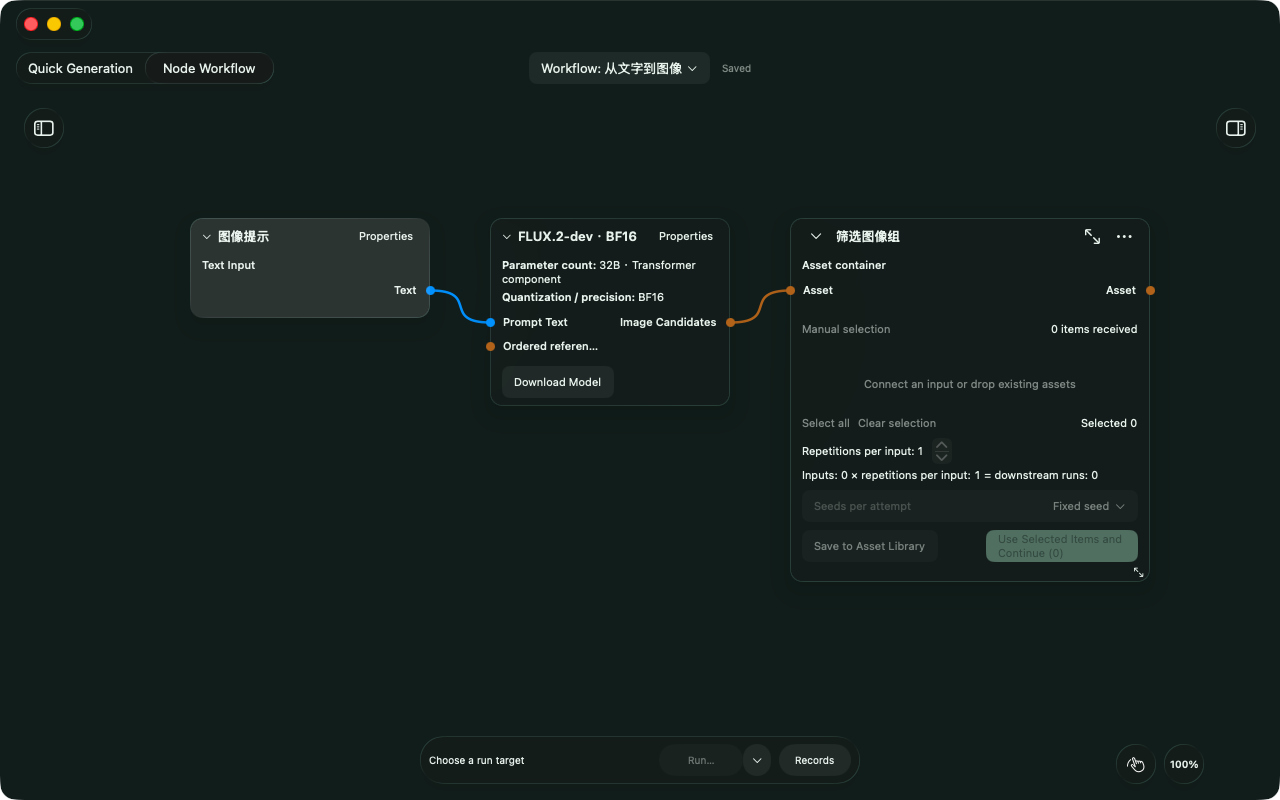 Quick Generation
Node Workflow
Workflow: 从文字到图像
Saved
图像提示
Properties
Text Input
Text
FLUX.2-dev · BF16
Properties
Parameter count: 32B · Transformer
component
Quantization / precision: BF16
Prompt Text
Image Candidates
Ordered referen...
Download Model
筛选图像组
Asset container
Asset
Asset
Manual selection
0 items received
Connect an input or drop existing assets
Select all
Clear selection
Selected 0
Repetitions per input: 1
Inputs: 0 × repetitions per input: 1 = downstream runs: 0
Seeds per attempt
Fixed seed
Save to Asset Library
Use Selected Items and
Continue (0)
Choose a run target
Run...
Records
100%